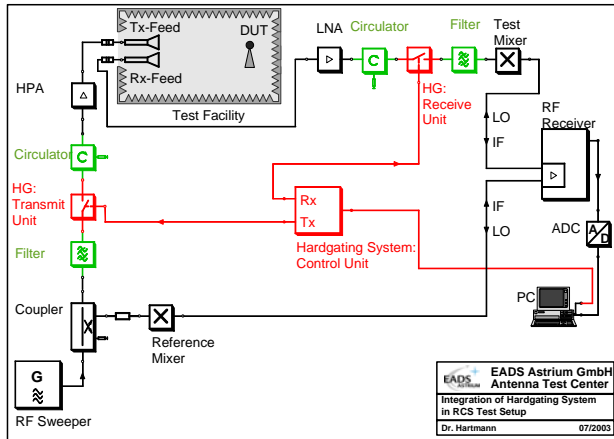 Tx-Feed
DUT
Rx-Feed
Test Facility
LNA
Circulator
Filter
Test
Mixer
C
HG:
Receive
Unit
HPA
LO
IF
RF
Receiver
Circulator
C
HG:
Transmit
Unit
Rx
Tx
Hardgating System:
Control Unit
IF
LO
ADC
A
D
Filter
PC
Coupler
Reference
Mixer
G
RF Sweeper
EADS
ASTRIUM
EADS Astrium GmbH
Antenna Test Center
Integration of Hardgating System
in RCS Test Setup
Dr. Hartmann 07/2003